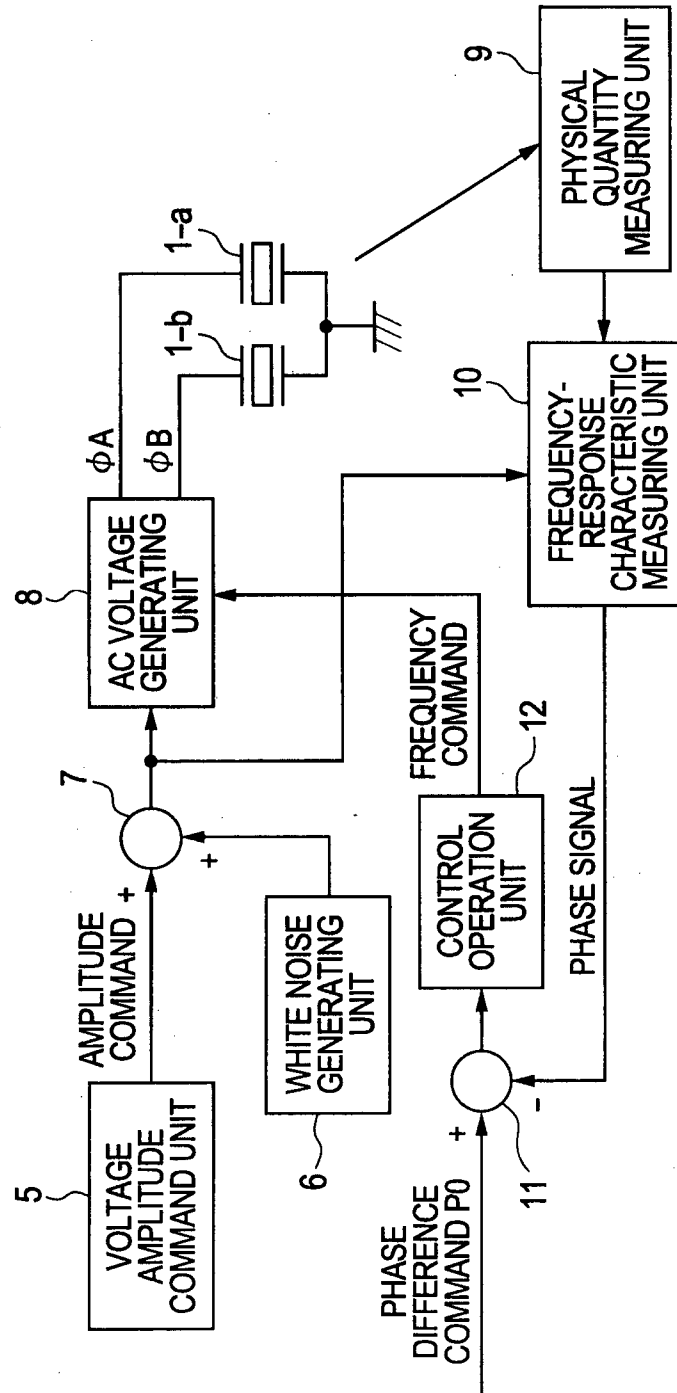 5
VOLTAGE
AMPLITUDE
COMMAND UNIT
AMPLITUDE
COMMAND
+
7
+
8
AC VOLTAGE
GENERATING
UNIT
ϕA
ϕB
1-b
1-a
WHITE NOISE
GENERATING
UNIT
6
FREQUENCY
COMMAND
9
PHYSICAL
QUANTITY
MEASURING UNIT
10
FREQUENCY-
RESPONSE
CHARACTERISTIC
MEASURING UNIT
PHASE
DIFFERENCE
COMMAND P0
+
-
11
CONTROL
OPERATION
UNIT
12
PHASE SIGNAL